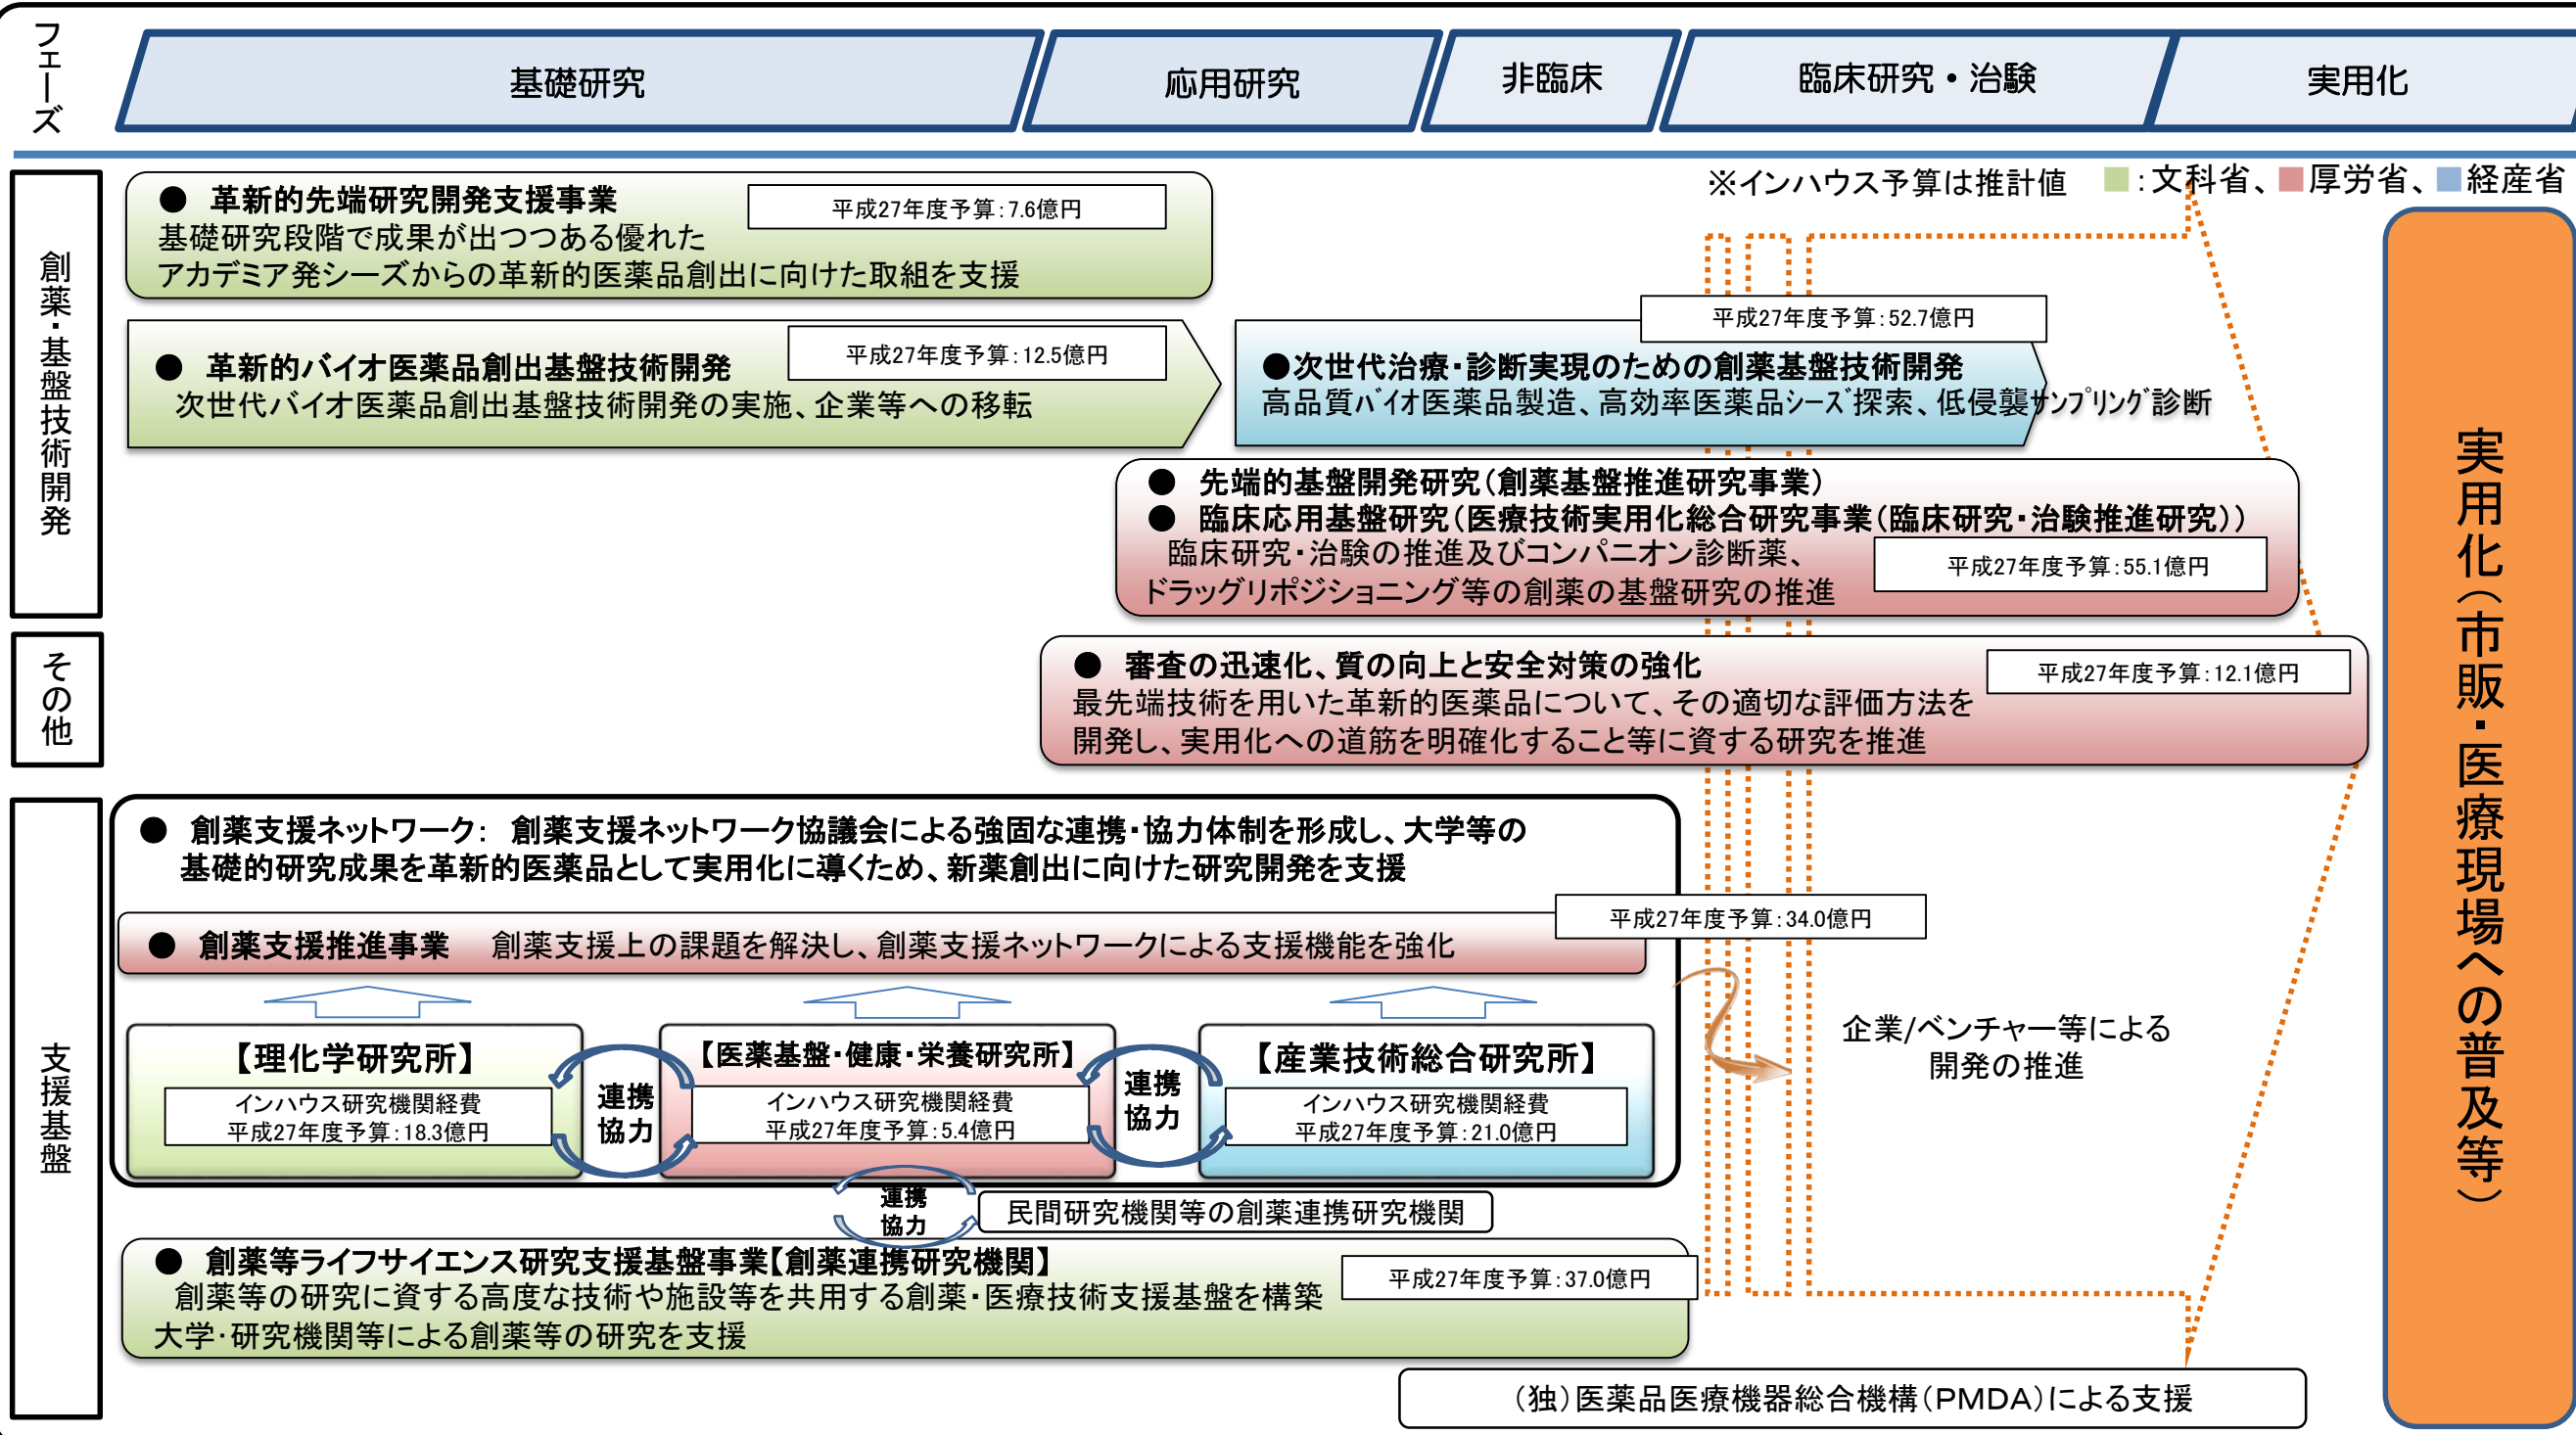 フェーズ
基礎研究
応用研究
非臨床
臨床研究・治験
実用化
※インハウス予算は推計値
:文科省、
厚労省、
経産省
創薬・基盤技術開発
● 革新的先端研究開発支援事業
平成27年度予算:7.6億円
基礎研究段階で成果が出つつある優れた
アカデミア発シーズからの革新的医薬品創出に向けた取組を支援
● 革新的バイオ医薬品創出基盤技術開発
平成27年度予算:12.5億円
次世代バイオ医薬品創出基盤技術開発の実施、企業等への移転
平成27年度予算:52.7億円
●次世代治療・診断実現のための創薬基盤技術開発
高品質ﾊﾞｲｵ医薬品製造、高効率医薬品ｼｰｽﾞ探索、低侵襲ｻﾝﾌﾟﾘﾝｸﾞ診断
● 先端的基盤開発研究(創薬基盤推進研究事業)
● 臨床応用基盤研究(医療技術実用化総合研究事業(臨床研究・治験推進研究))
臨床研究・治験の推進及びコンパニオン診断薬、
ドラッグリポジショニング等の創薬の基盤研究の推進
平成27年度予算:55.1億円
その他
● 審査の迅速化、質の向上と安全対策の強化
平成27年度予算:12.1億円
最先端技術を用いた革新的医薬品について、その適切な評価方法を
開発し、実用化への道筋を明確化すること等に資する研究を推進
支援基盤
● 創薬支援ネットワーク: 創薬支援ネットワーク協議会による強固な連携・協力体制を形成し、大学等の
基礎的研究成果を革新的医薬品として実用化に導くため、新薬創出に向けた研究開発を支援
平成27年度予算:34.0億円
● 創薬支援推進事業 創薬支援上の課題を解決し、創薬支援ネットワークによる支援機能を強化
【理化学研究所】
インハウス研究機関経費
平成27年度予算:18.3億円
連携
協力
【医薬基盤・健康・栄養研究所】
インハウス研究機関経費
平成27年度予算:5.4億円
連携
協力
【産業技術総合研究所】
インハウス研究機関経費
平成27年度予算:21.0億円
企業/ベンチャー等による
開発の推進
連携
協力
民間研究機関等の創薬連携研究機関
● 創薬等ライフサイエンス研究支援基盤事業【創薬連携研究機関】
平成27年度予算:37.0億円
創薬等の研究に資する高度な技術や施設等を共用する創薬・医療技術支援基盤を構築
大学・研究機関等による創薬等の研究を支援
(独)医薬品医療機器総合機構(PMDA)による支援
実用化(市販・医療現場への普及等)